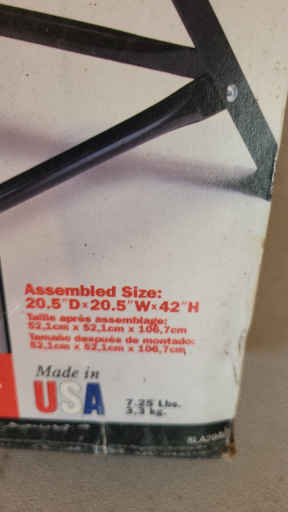 Assembled Size:
20.5"D×20.5"W×42"H
Taille après assemblage:
52,1cm x 52,1cm x 106,7cm
Tamaño después de montado:
52,1cm x 52,1cm x 106,7cm
Made in
USA
7.25 Lbs.
3,3 kg.